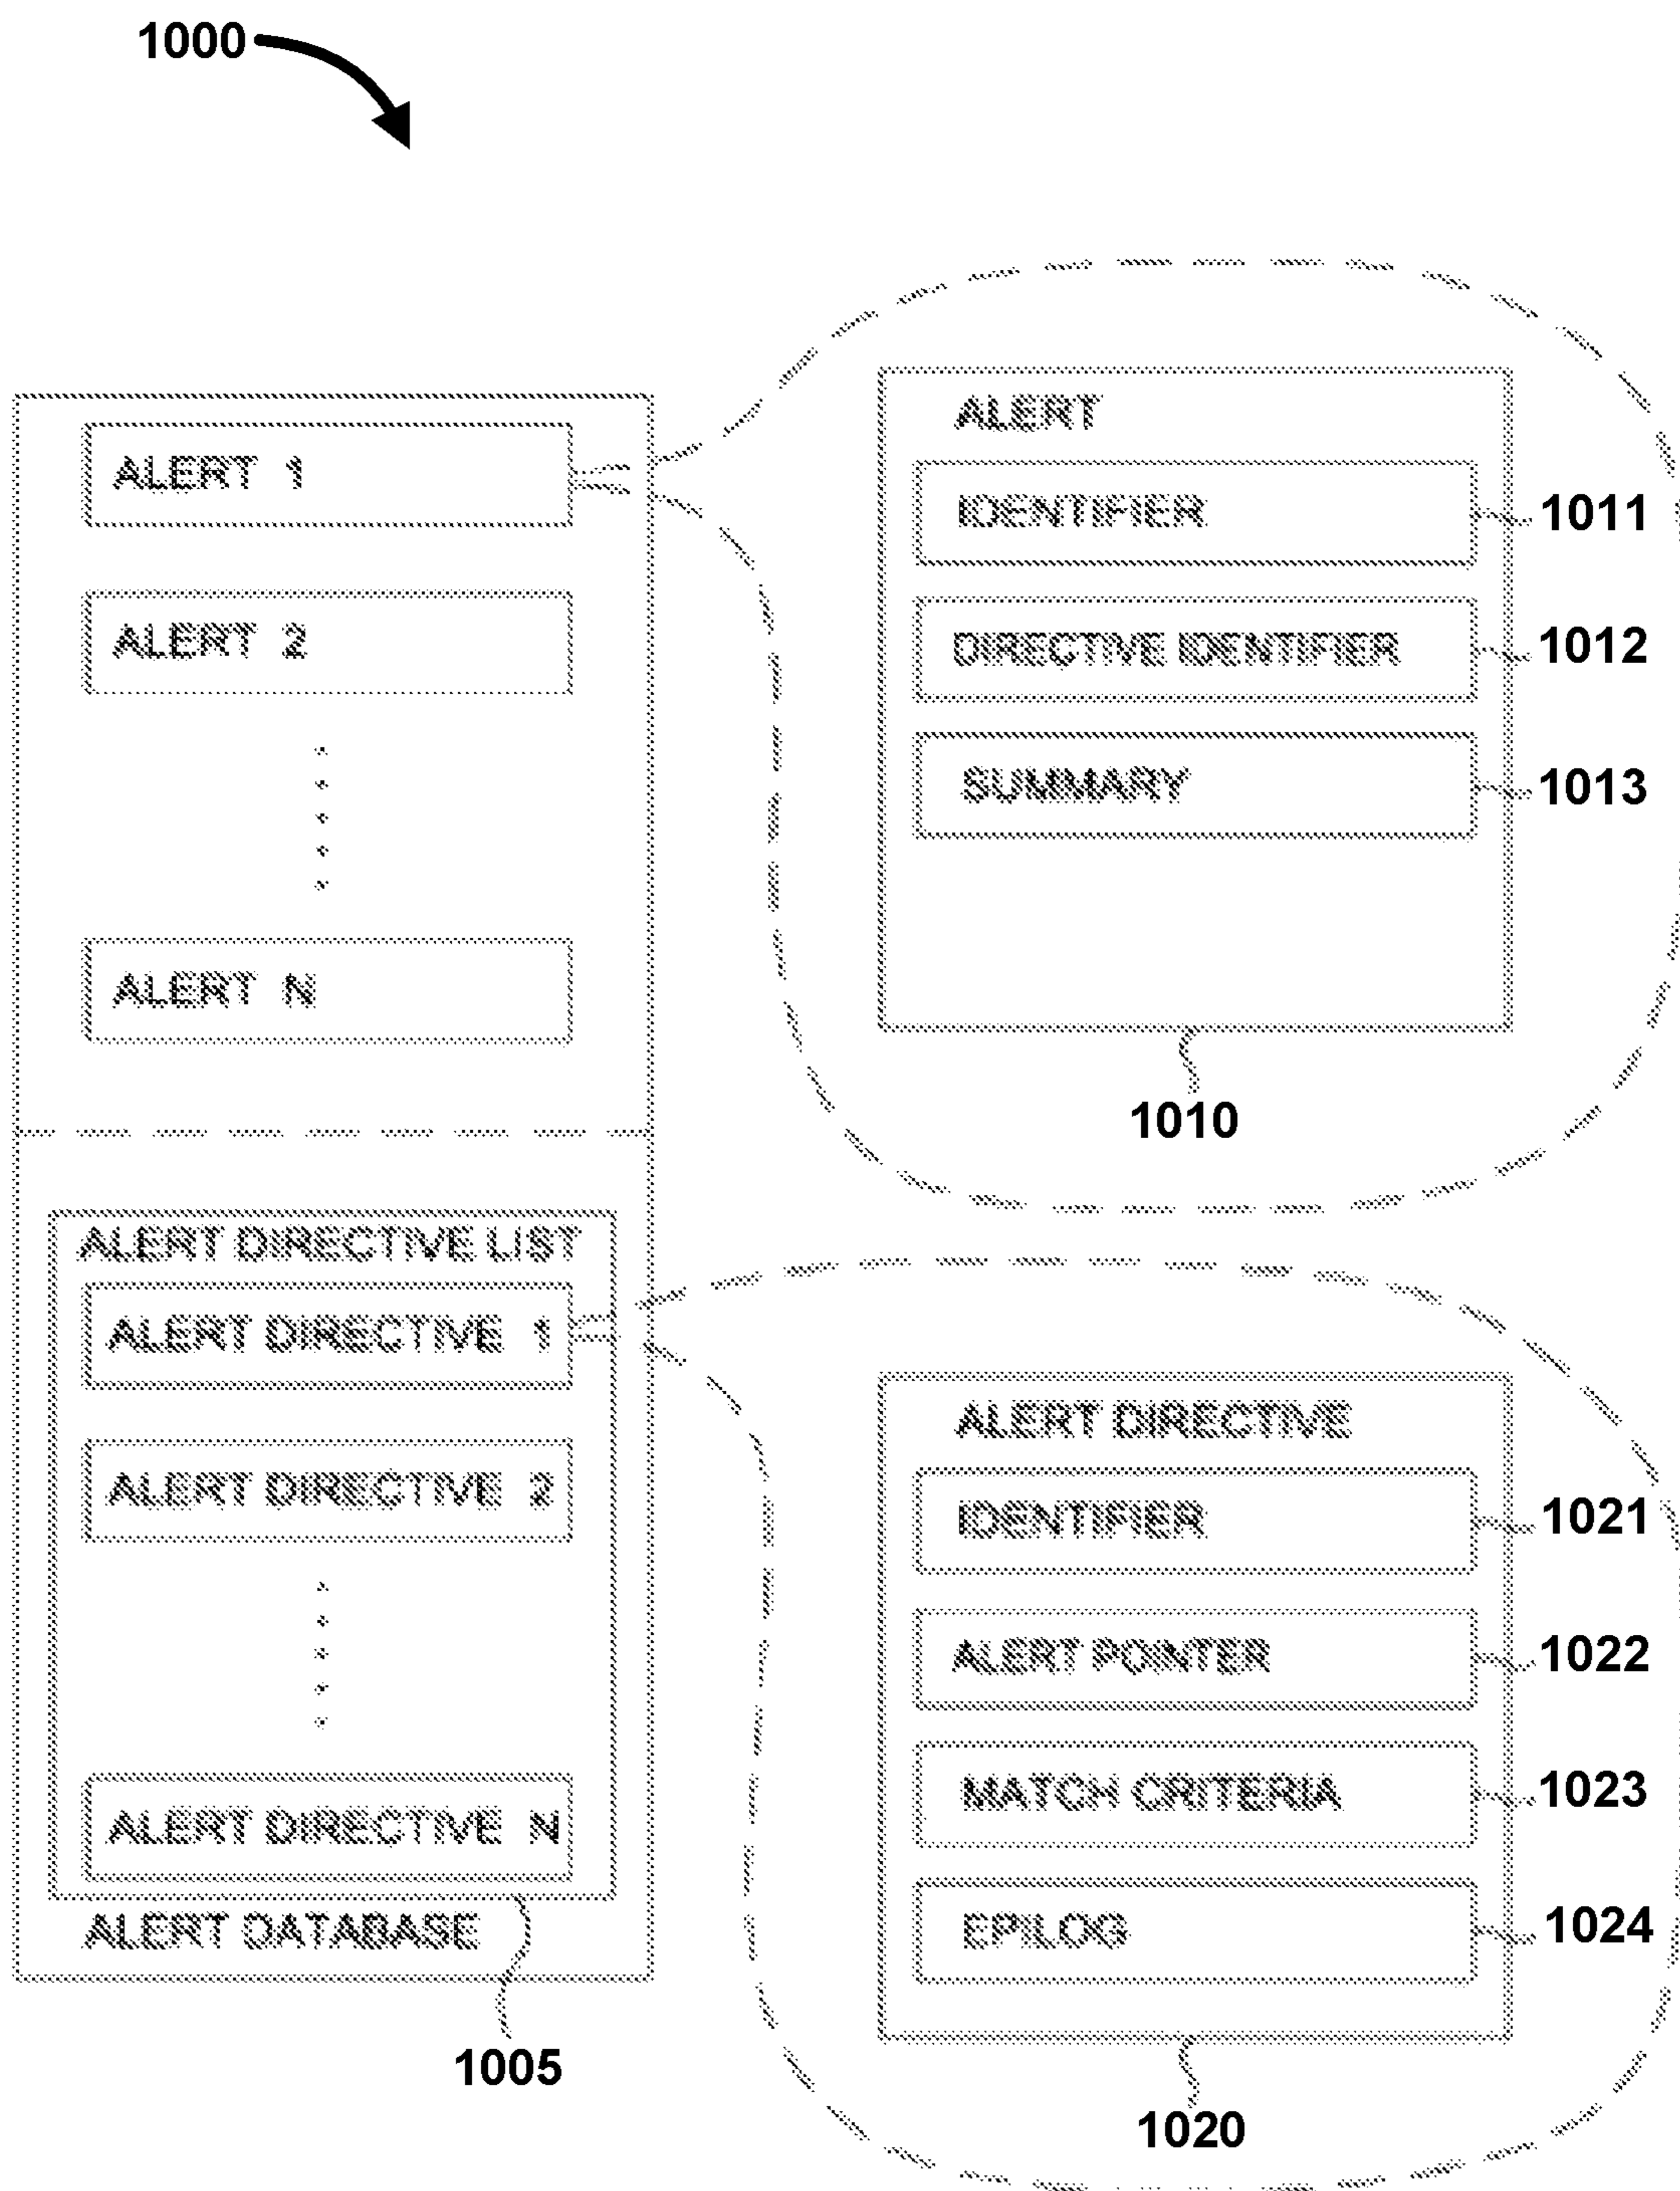 1000
ALERT 1
ALERT 2
ALERT N
ALERT DIRECTIVE LIST
ALERT DIRECTIVE 1
ALERT DIRECTIVE 2
ALERT DIRECTIVE N
ALERT DATABASE
1005
ALERT
IDENTIFIER
1011
DIRECTIVE IDENTIFIER
1012
SUMMARY
1013
1010
ALERT DIRECTIVE
IDENTIFIER
1021
ALERT POINTER
1022
MATCH CRITERIA
1023
EPILOG
1024
1020